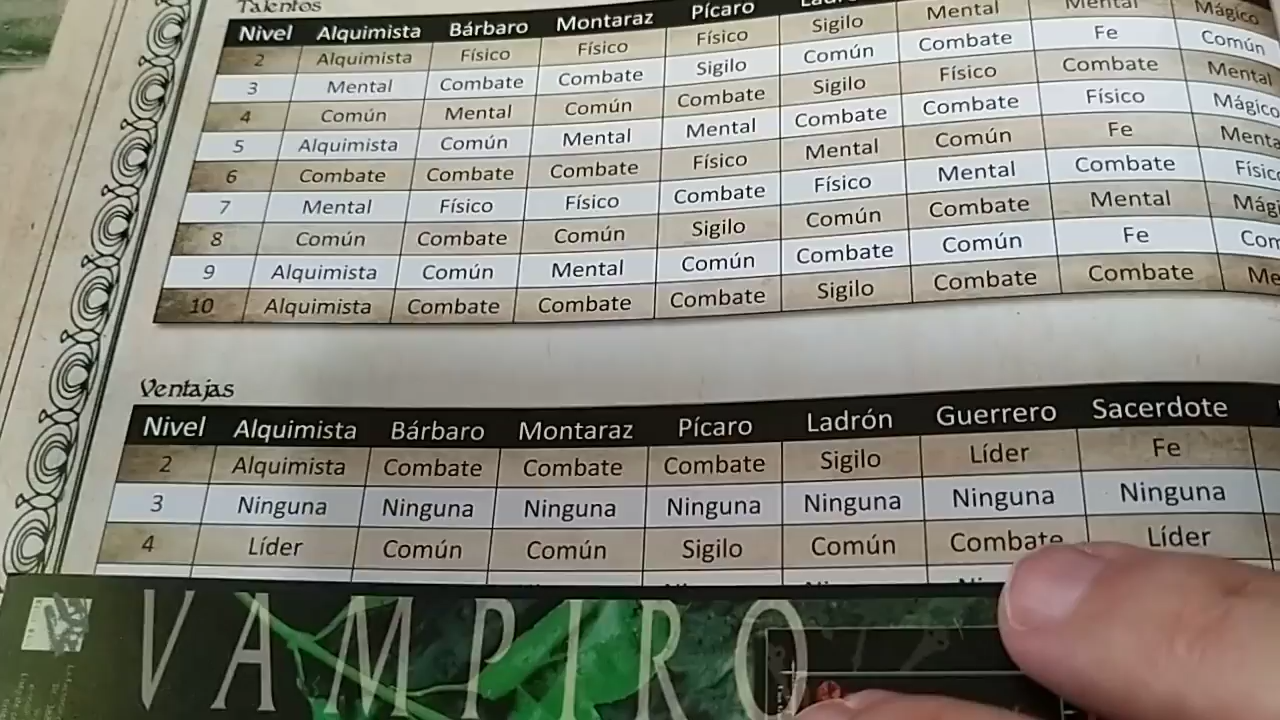 Talentos
Nivel Alquimista Bárbaro Montaraz Pícaro
2 Alquimista Físico Físico Físico Sigilo Mental Mental Mágico
3 Mental Combate Combate Sigilo Común Combate Fe Común
4 Común Mental Común Combate Sigilo Físico Combate Mental
5 Alquimista Común Mental Mental Combate Combate Físico Mágico
6 Combate Combate Combate Físico Mental Común Fe Menta
7 Mental Físico Físico Combate Físico Mental Combate Físic
8 Común Combate Común Sigilo Común Combate Mental Mági
9 Alquimista Común Mental Común Combate Común Fe Com
10 Alquimista Combate Combate Combate Sigilo Combate Combate Me
Ventajas
Nivel Alquimista Bárbaro Montaraz Pícaro Ladrón Guerrero Sacerdote
2 Alquimista Combate Combate Combate Sigilo Líder Fe
3 Ninguna Ninguna Ninguna Ninguna Ninguna Ninguna Ninguna
4 Líder Común Común Sigilo Común Combate Líder
VAMPIRO